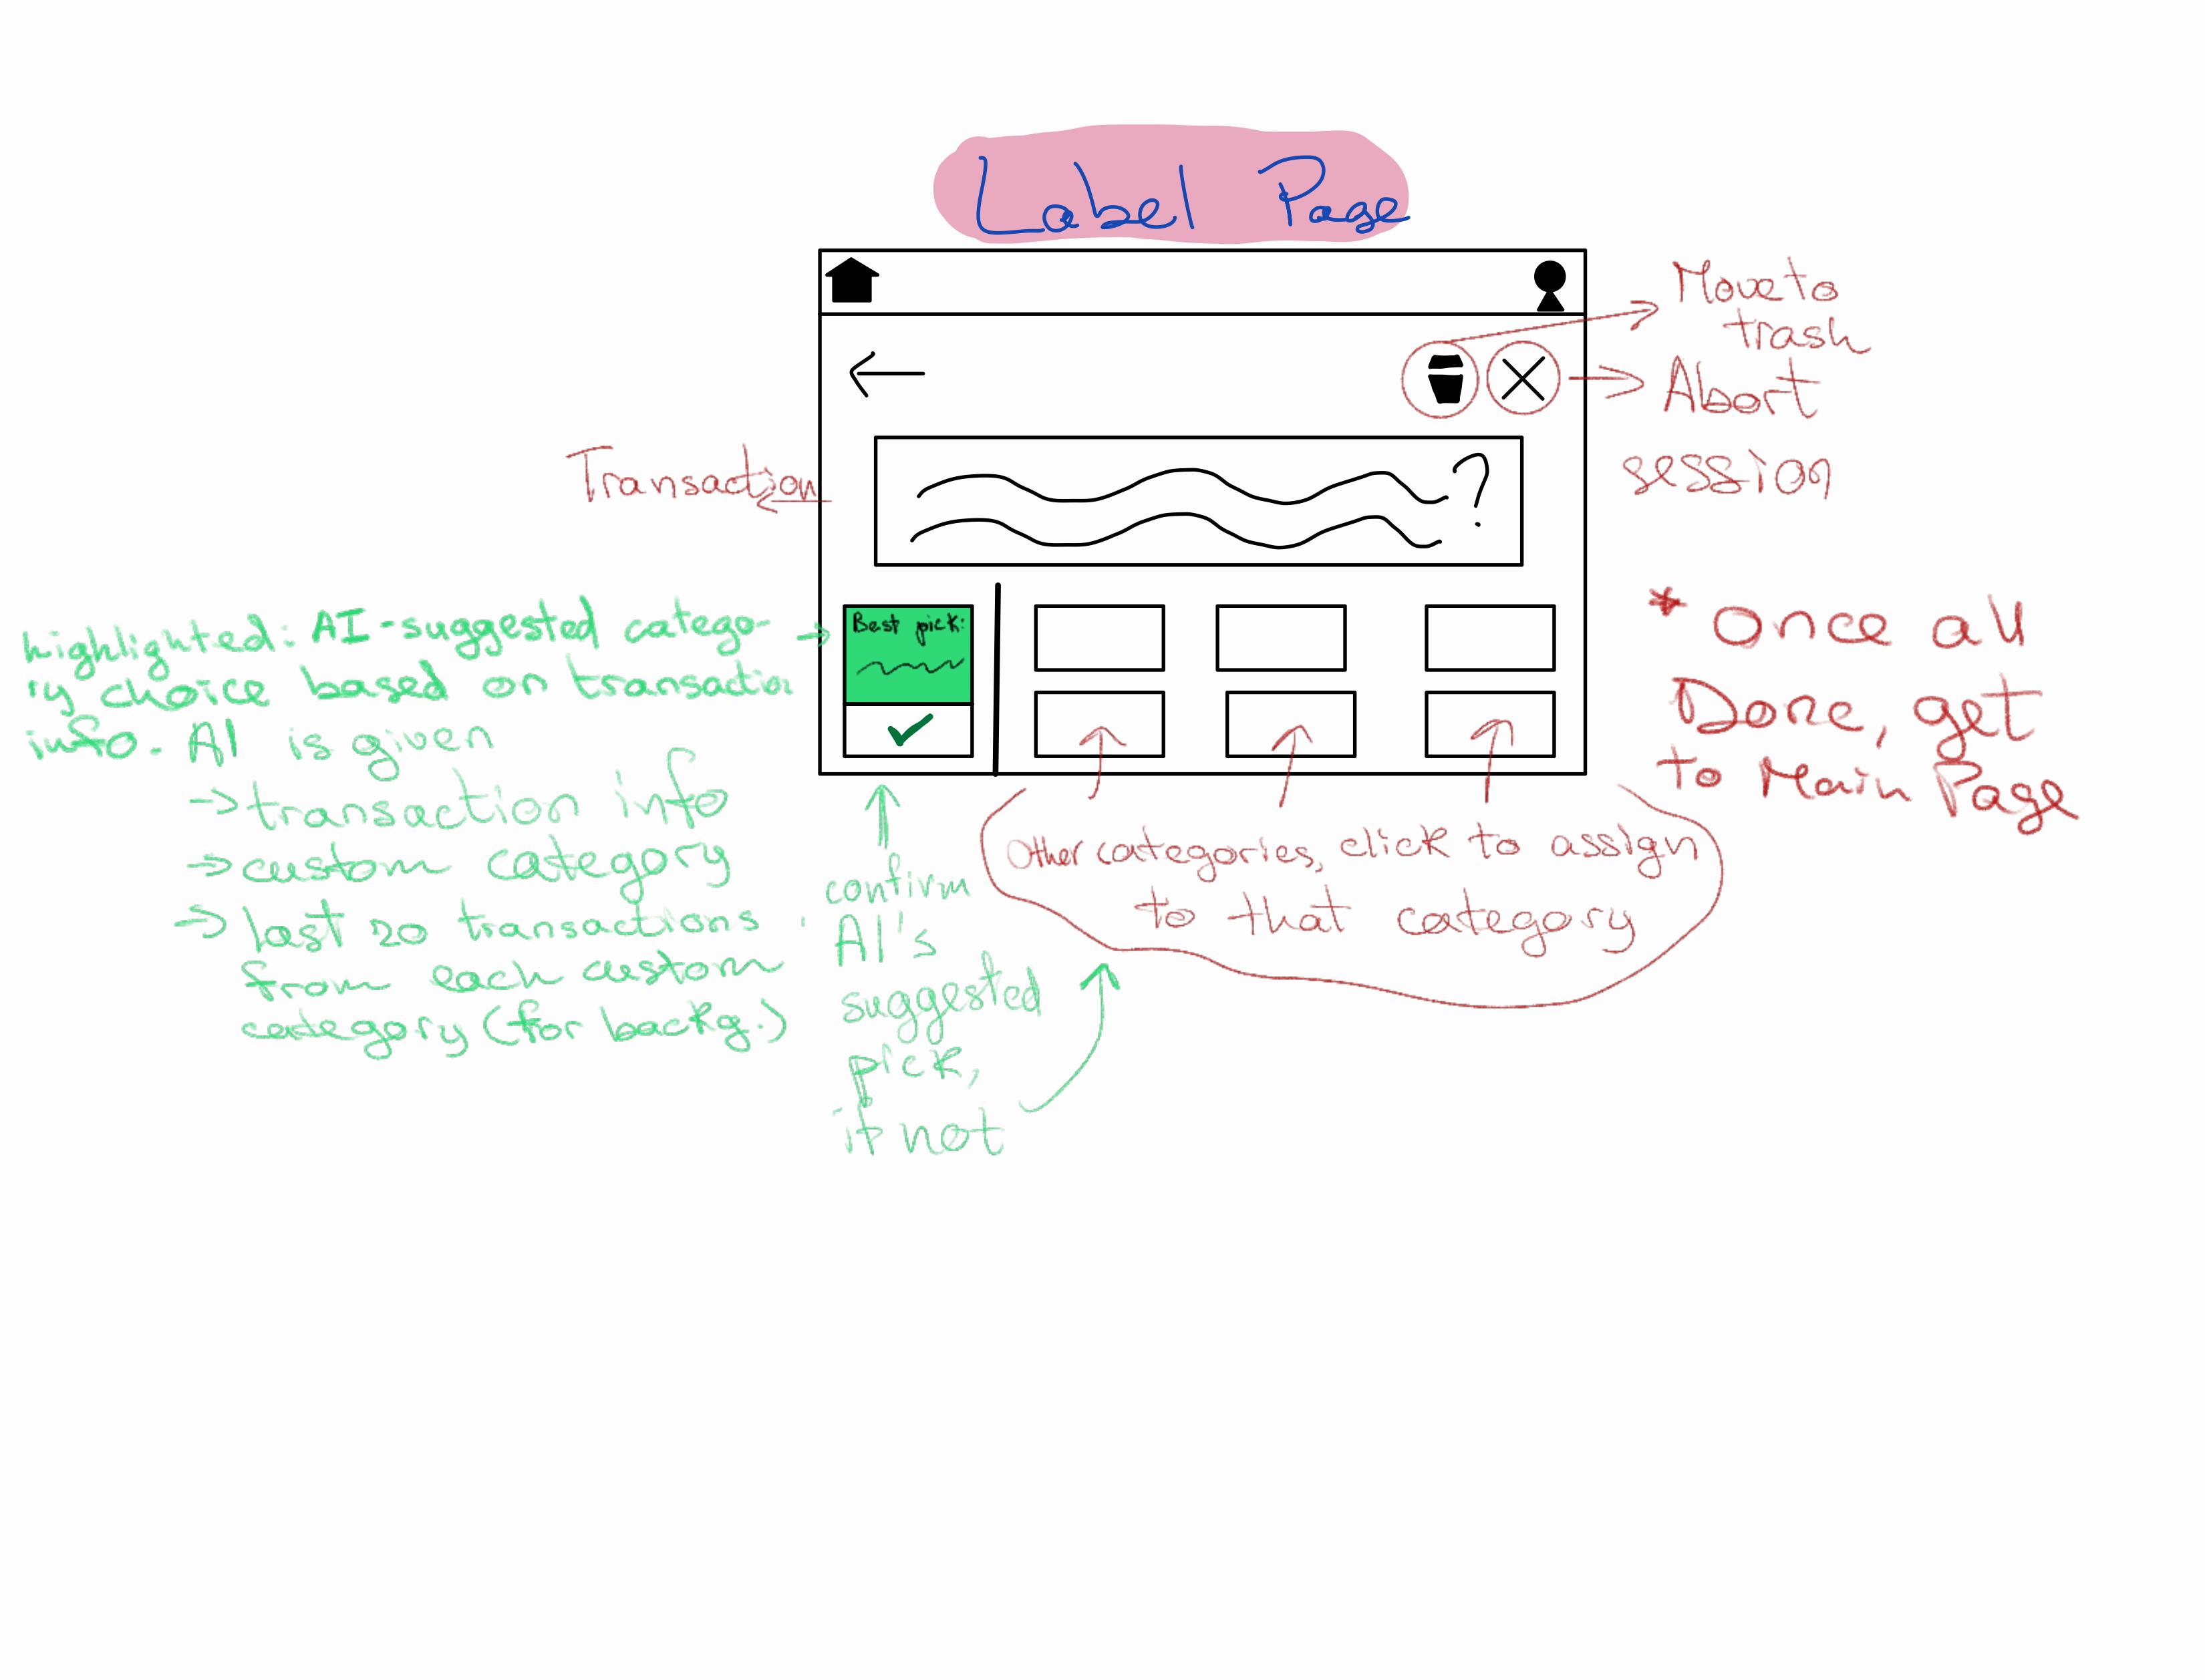 Label Page
Move to
trash
Abort
session
Transaction
?
Best pick:
highlighted: AI-suggested catego-
ry choice based on transaction
info. AI is given
→ transaction info
→ custom category
→ last 20 transactions
from each custom
category (for backg.)
confirm
AI's
suggested
pick,
if not
Other categories, click to assign
to that category
* Once all
Done, get
to Main Page